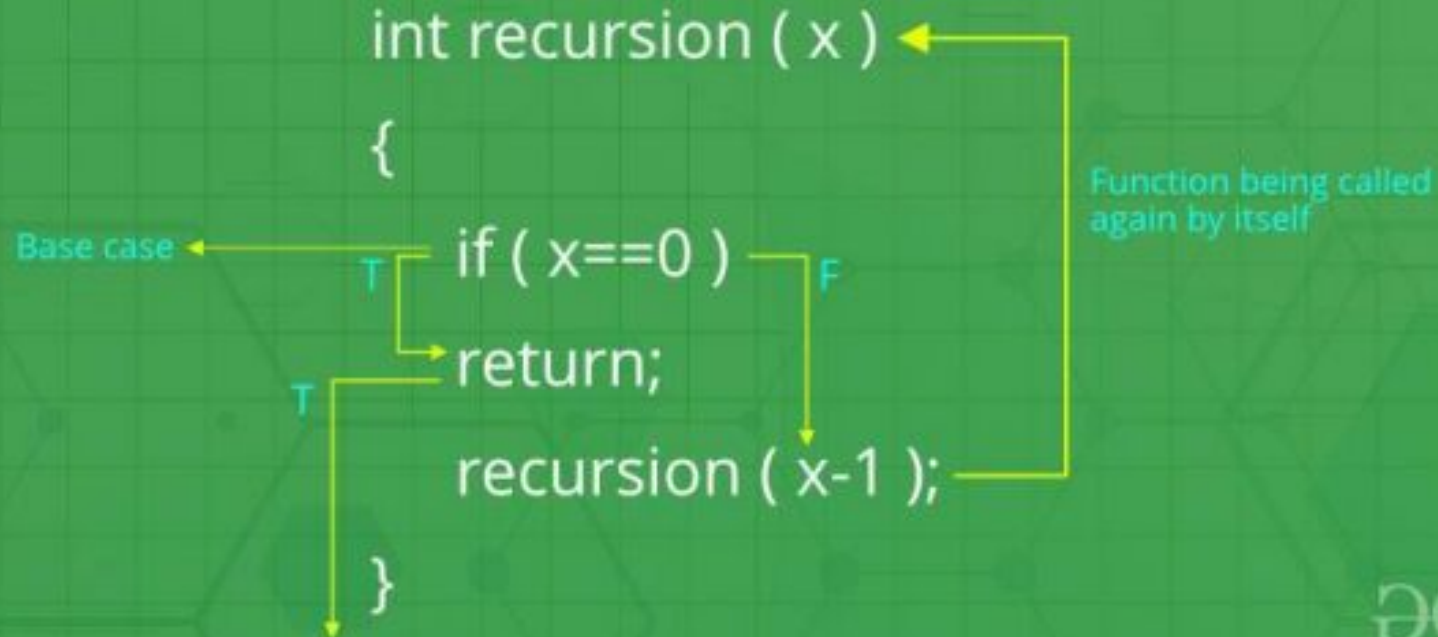 int recursion ( x )
{
Function being called
again by itself
Base case
if ( x==0 )
T
F
return;
T
recursion ( x-1 );
}